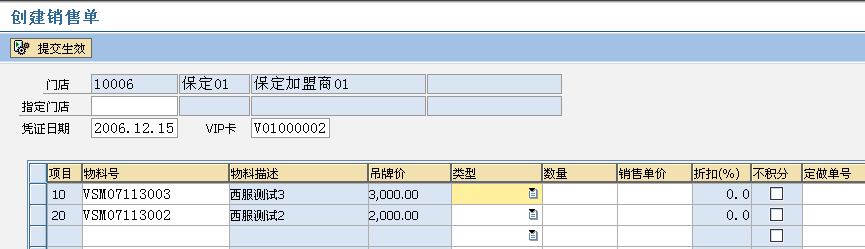 创建销售单
提交生效
门店 10006 保定01 保定加盟商01
指定门店
凭证日期 2006.12.15 VIP卡 V01000002
项目 物料号 物料描述 吊牌价 类型 数量 销售单价 折扣(%) 不积分 定做单号
10 VSM07113003 西服测试3 3,000.00 0.0
20 VSM07113002 西服测试2 2,000.00 0.0